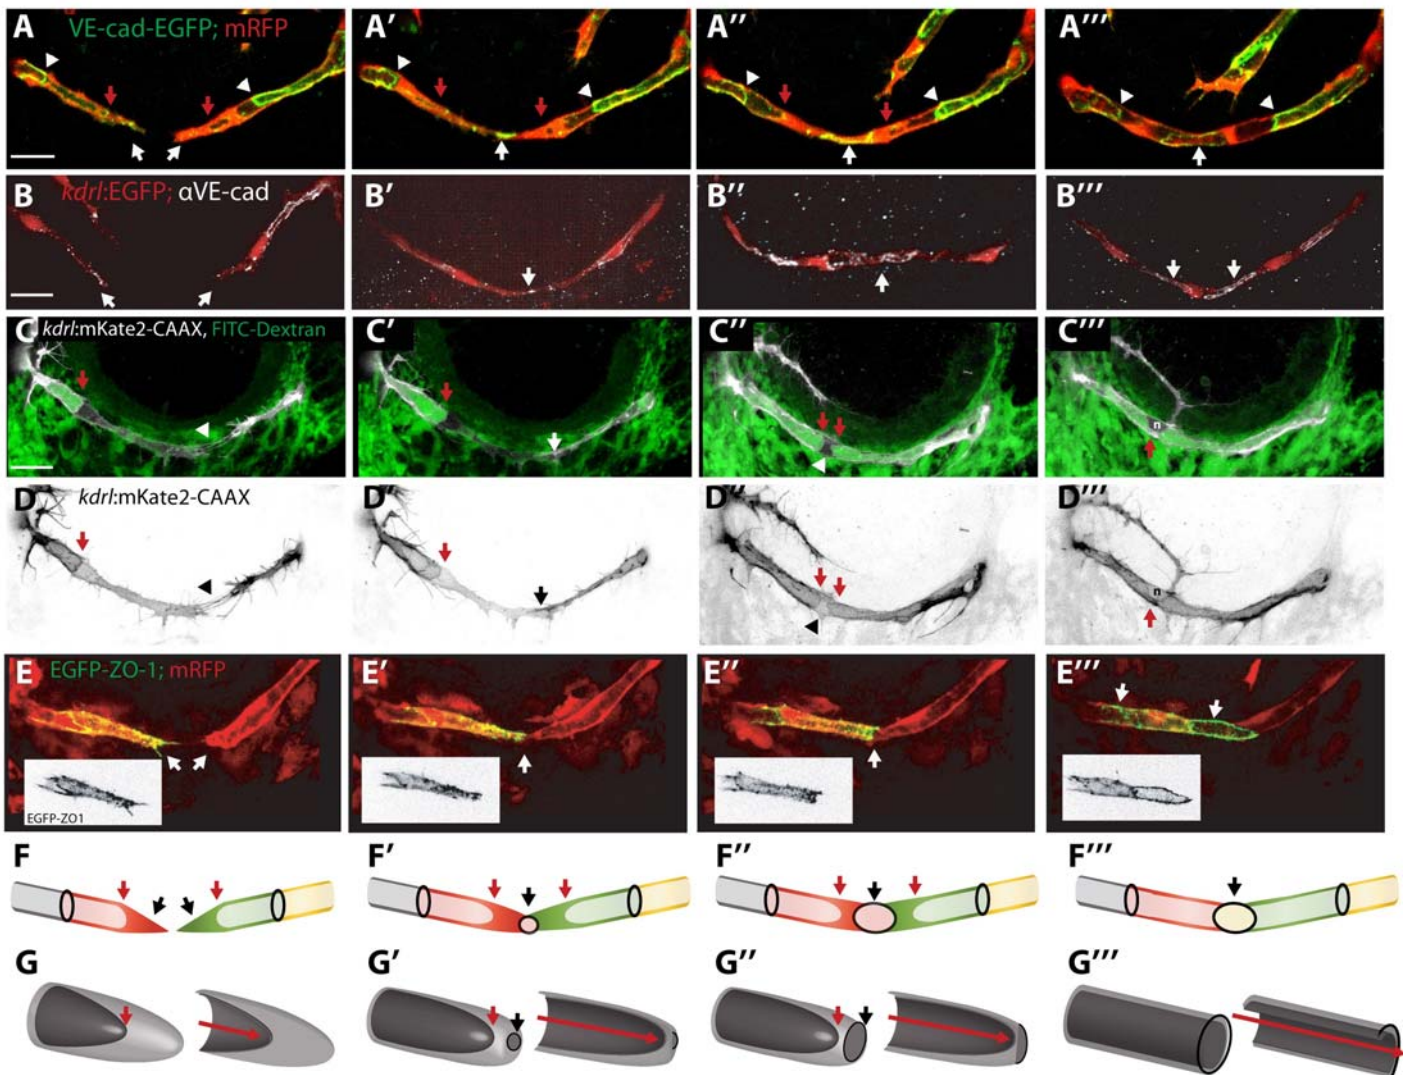 A VE-cad-EGFP; mRFP A′ A′′ A′′′
B kdrl:EGFP; αVE-cad B′ B′′ B′′′
C kdrl:mKate2-CAAX, FITC-Dextran C′ C′′ C′′′
n
D kdrl:mKate2-CAAX D′ D′′ D′′′
n
E EGFP-ZO-1; mRFP E′ E′′ E′′′
EGFP-ZO1
F F′ F′′ F′′′
G G′ G′′ G′′′